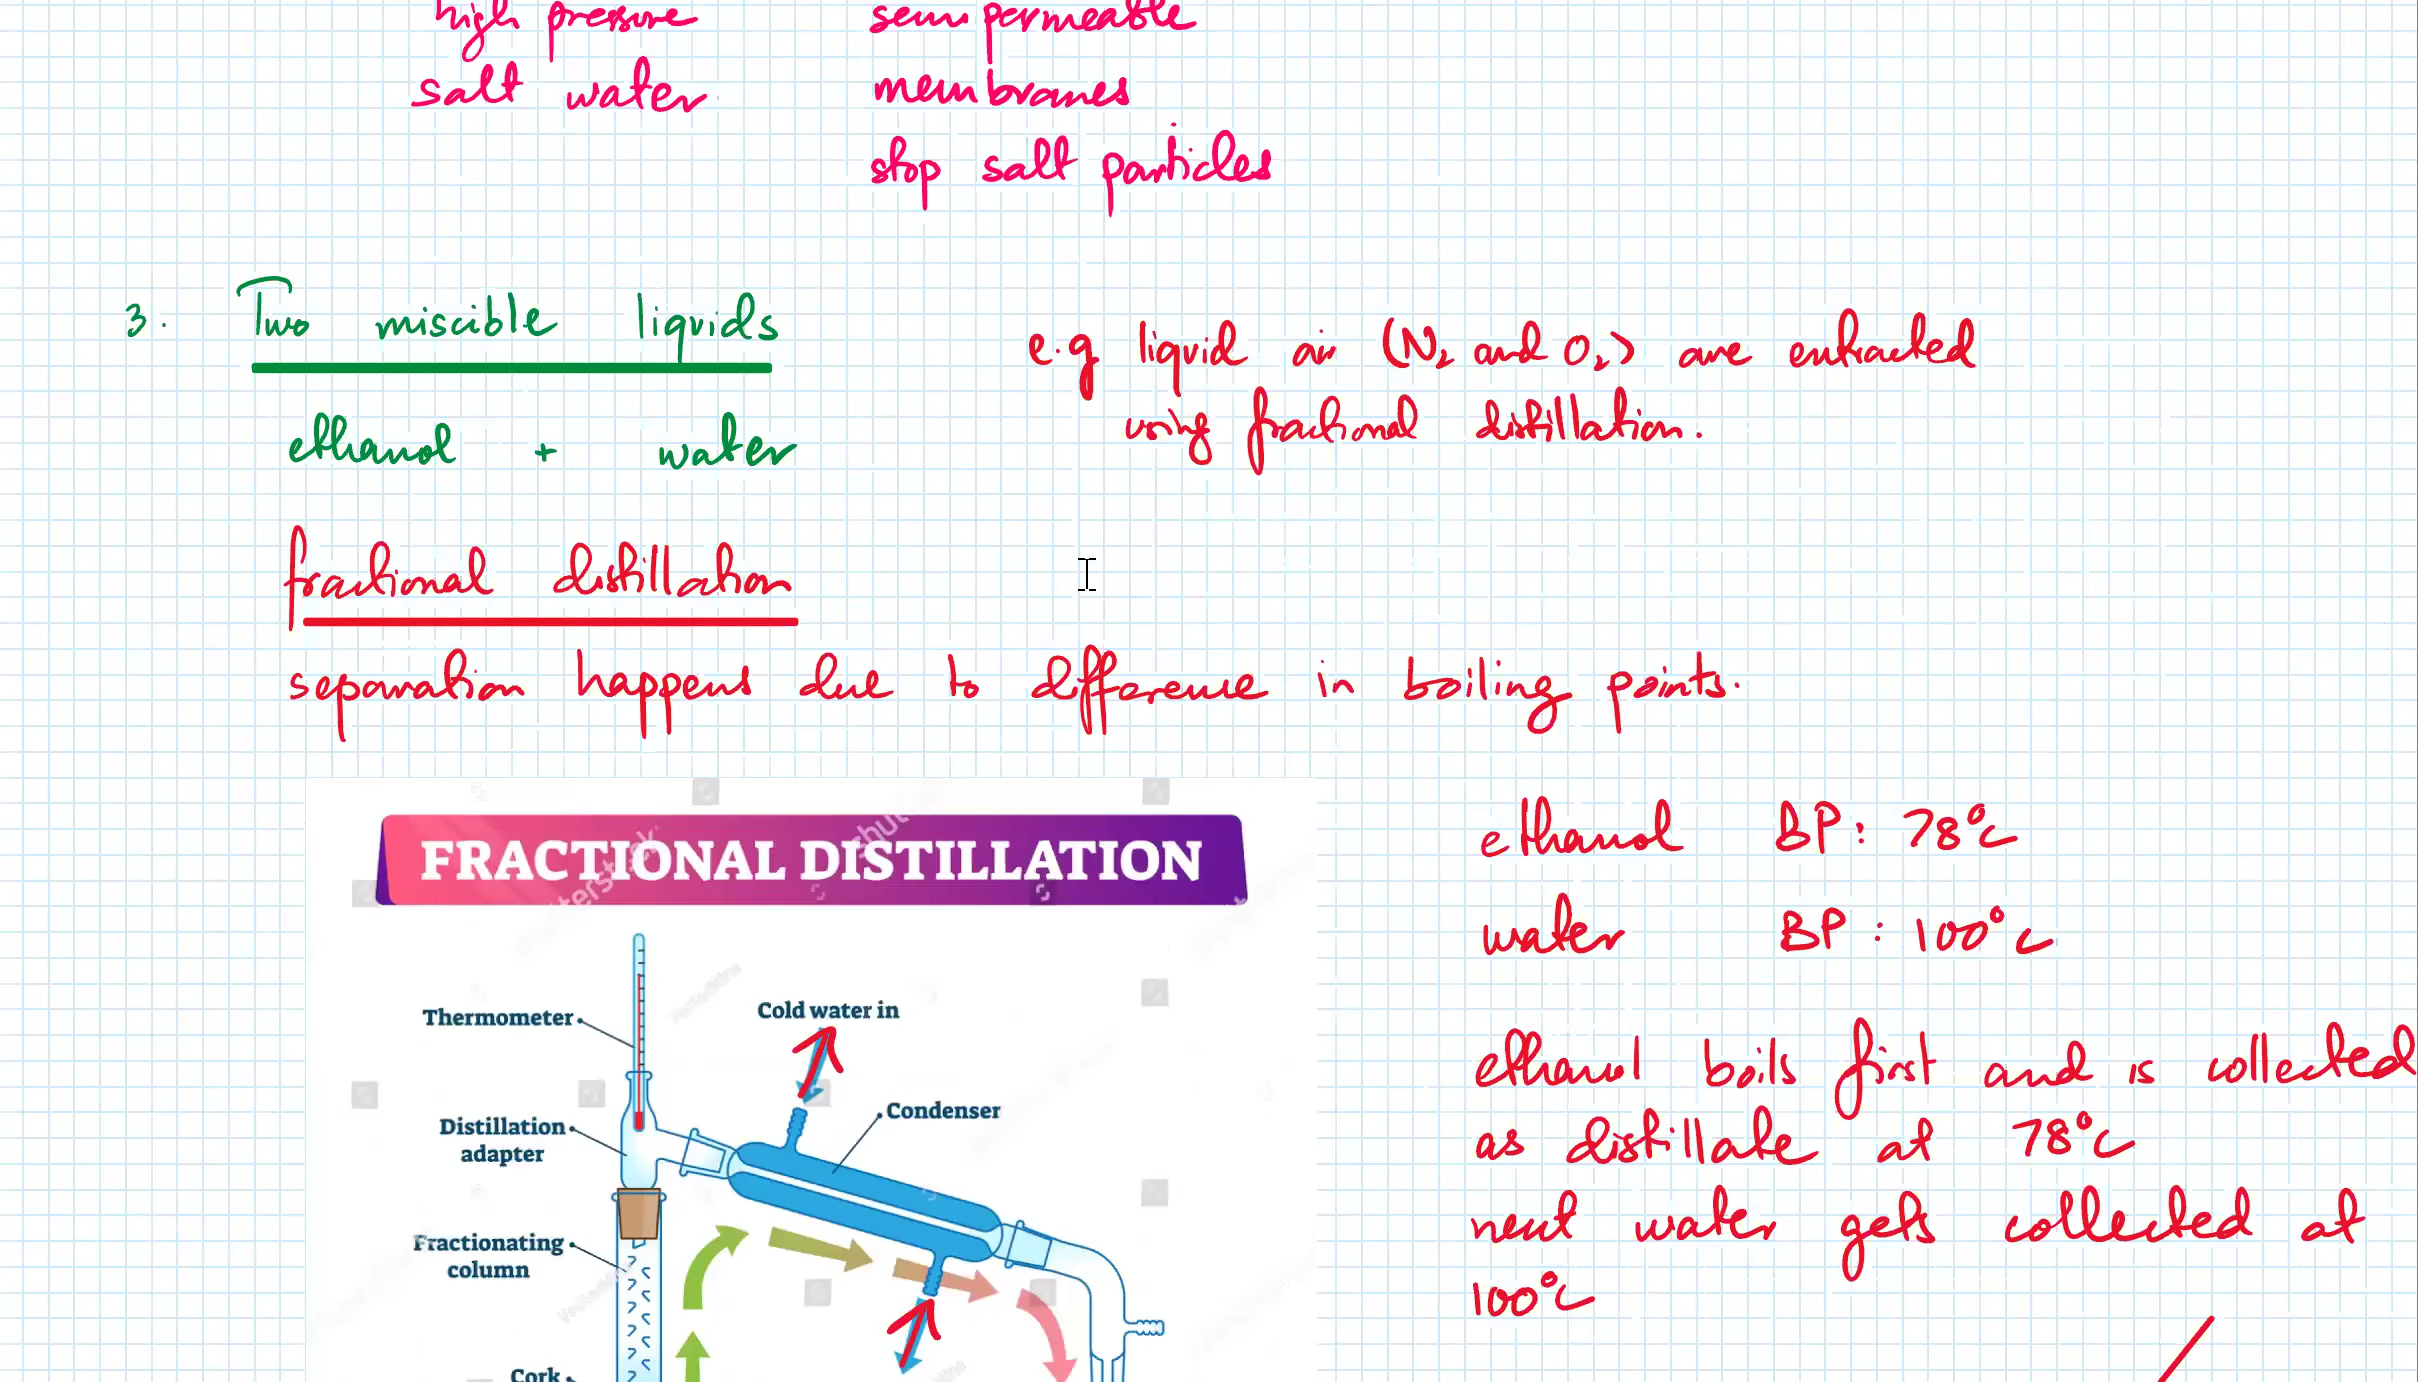 high pressure semi permeable
salt water membranes
stop salt particles
3. Two miscible liquids
e.g liquid air (N₂ and O₂) are extracted
using fractional distillation.
ethanol + water
fractional distillation
separation happens due to difference in boiling points.
FRACTIONAL DISTILLATION
ethanol BP: 78°C
water BP: 100°C
Thermometer
Cold water in
Condenser
Distillation
adapter
ethanol boils first and is collected
as distillate at 78°C
next water gets collected at
100°C
Fractionating
column
Cork